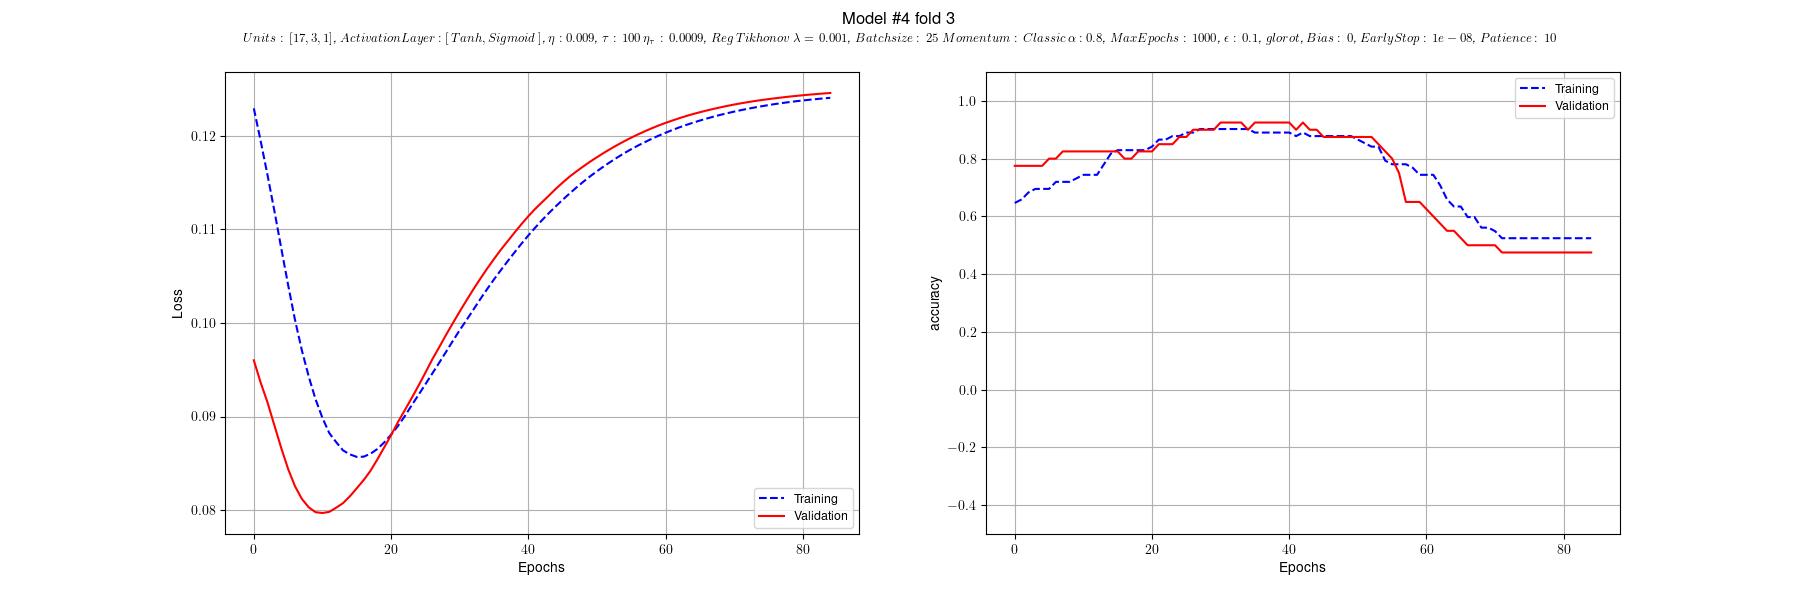 Model #4 fold 3
Units : [17, 3, 1], ActivationLayer : [Tanh, Sigmoid], η : 0.009, τ : 100 ητ : 0.0009, Reg Tikhonov λ = 0.001, Batchsize : 25 Momentum : Classic α : 0.8, MaxEpochs : 1000, ϵ : 0.1, glorot, Bias : 0, EarlyStop : 1e − 08, Patience : 10
0.12
0.11
0.10
0.09
0.08
Loss
0 20 40 60 80
Epochs
Training
Validation
1.0
0.8
0.6
0.4
0.2
0.0
−0.2
−0.4
accuracy
0 20 40 60 80
Epochs
Training
Validation